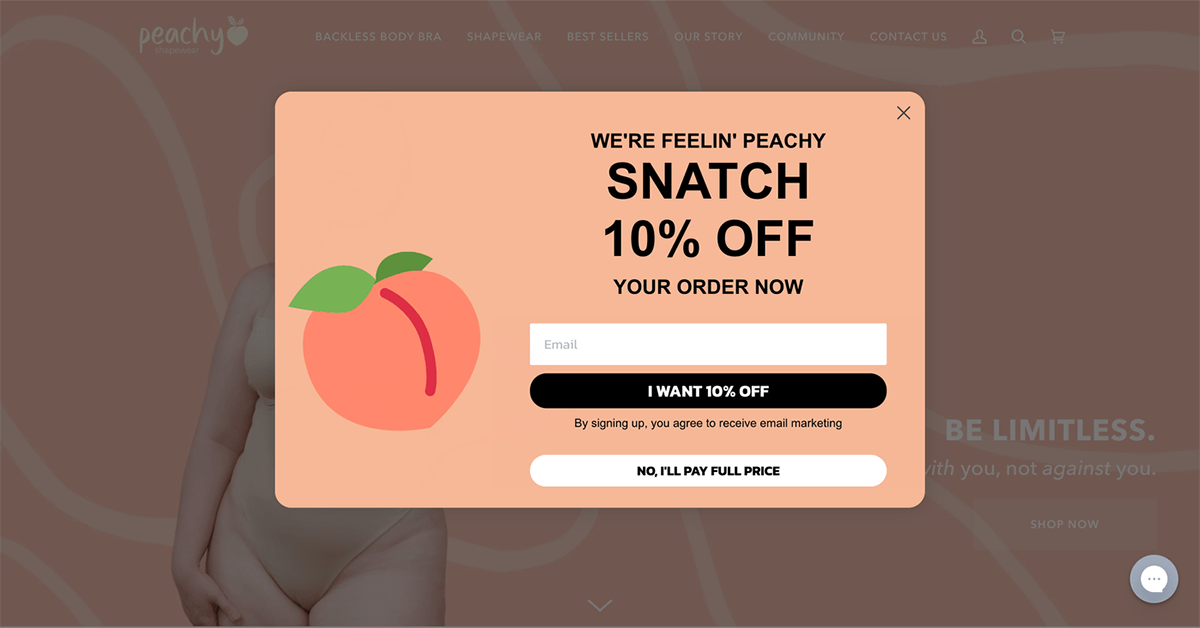 peachy
shapewear
BACKLESS BODY BRA SHAPEWEAR BEST SELLERS OUR STORY COMMUNITY CONTACT US
WE'RE FEELIN' PEACHY
SNATCH
10% OFF
YOUR ORDER NOW
Email
I WANT 10% OFF
By signing up, you agree to receive email marketing
NO, I'LL PAY FULL PRICE
BE LIMITLESS.
with you, not against you.
SHOP NOW